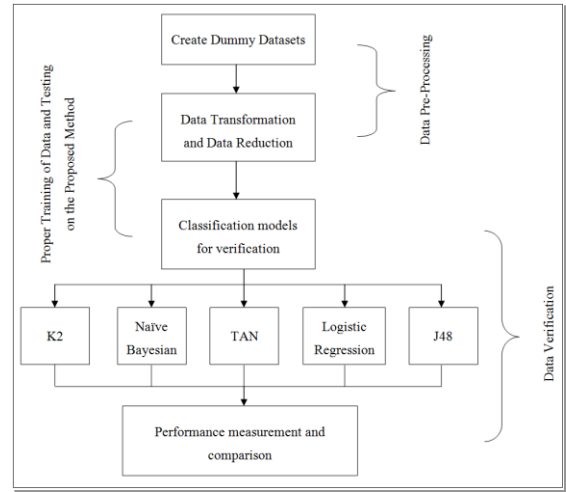 Create Dummy Datasets
Data Pre-Processing
Data Transformation
and Data Reduction
Proper Training of Data and Testing
on the Proposed Method
Classification models
for verification
K2
Naïve
Bayesian
TAN
Logistic
Regression
J48
Data Verification
Performance measurement and
comparison